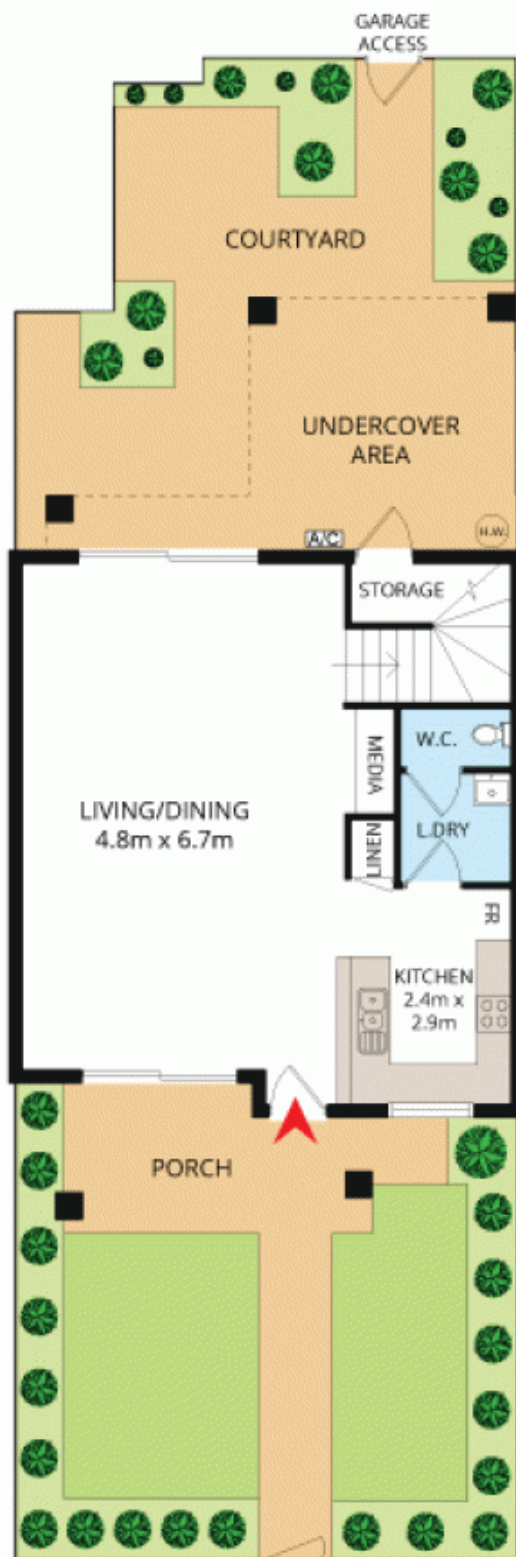 GARAGE
ACCESS
COURTYARD
UNDERCOVER
AREA
A/C
H.W.
STORAGE
W.C.
MEDIA
LIVING/DINING
4.8m x 6.7m
L.DRY
LINEN
FR
KITCHEN
2.4m x
2.9m
PORCH